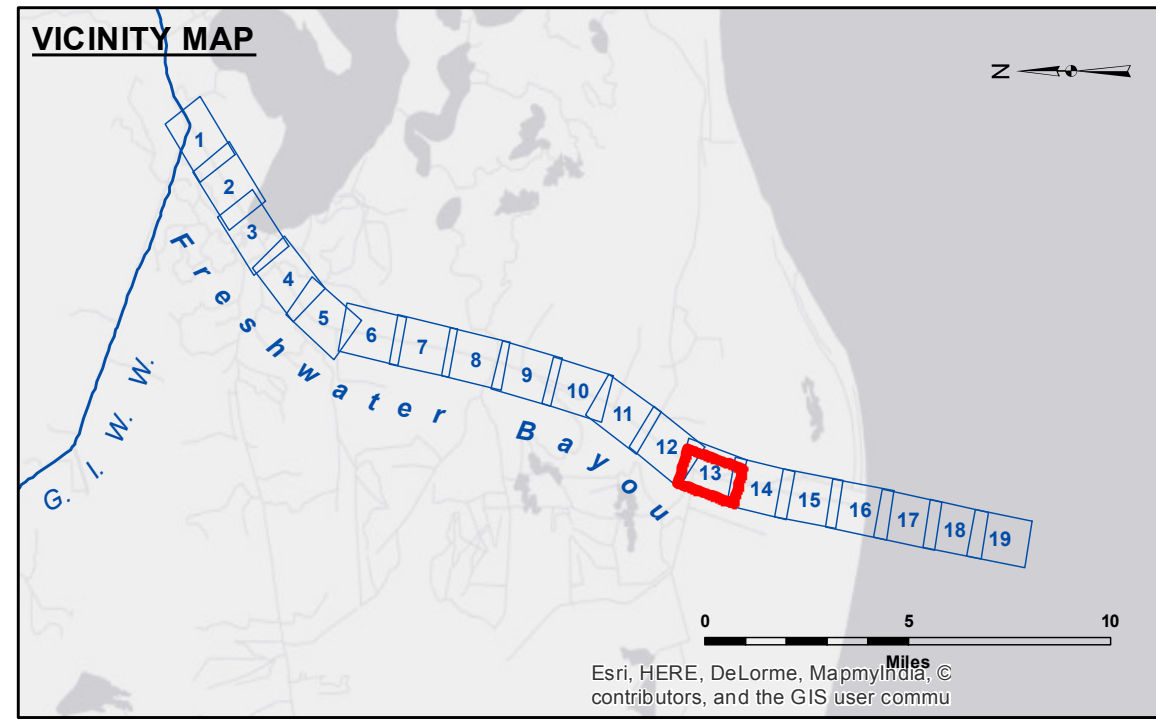 VICINITY MAP
N
1
2
3
4
5
6
7
8
9
10
11
12
13
14
15
16
17
18
19
Freshwater Bayou
G. I. W. W.
0 5 10
Miles
Esri, HERE, DeLorme, MapmyIndia, ©
contributors, and the GIS user commu